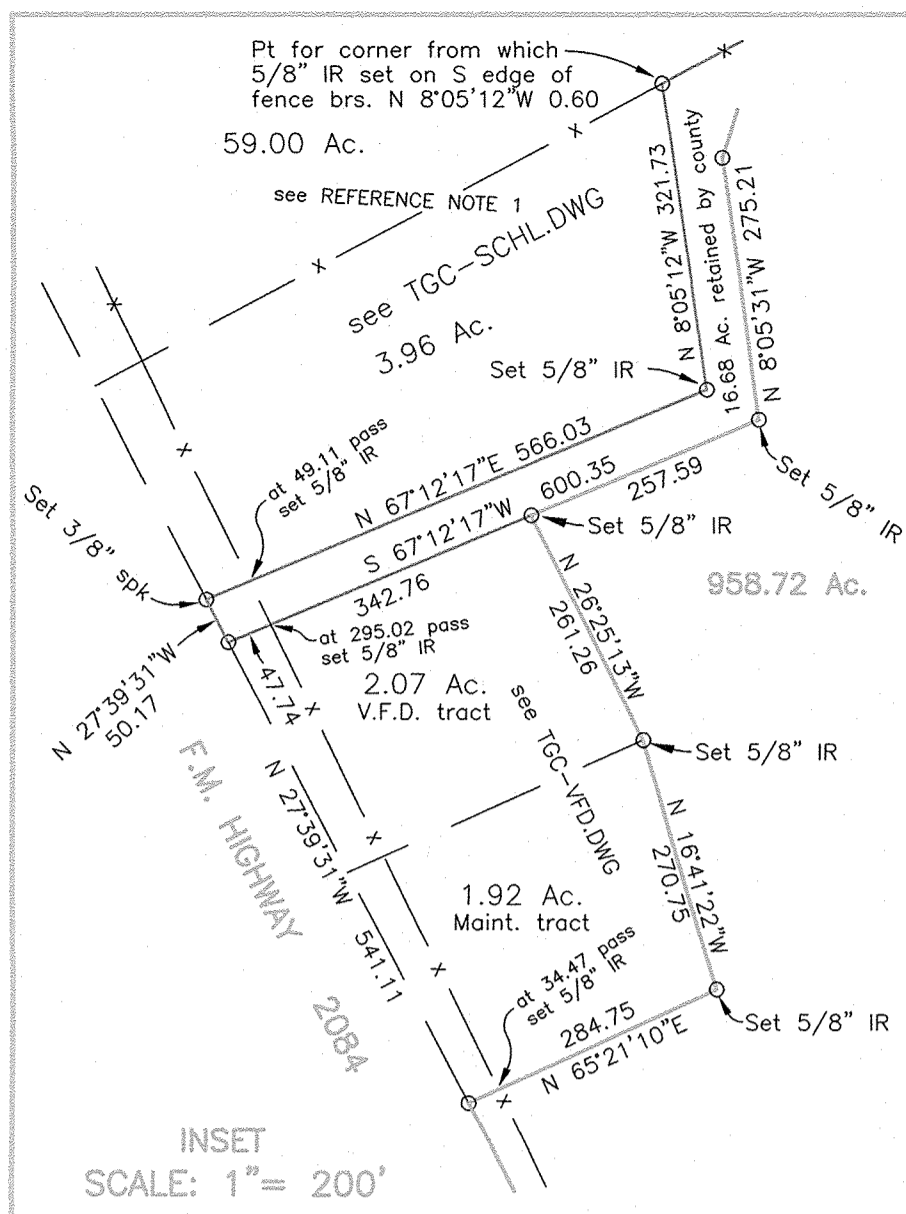 Pt for corner from which
5/8" IR set on S edge of
fence brs. N 8°05'12"W 0.60
59.00 Ac.
see REFERENCE NOTE 1
see TGC-SCHL.DWG
3.96 Ac.
N 8°05'12"W 321.73
16.68 Ac. retained by county
N 8°05'31"W 275.21
Set 5/8" IR
at 49.11 pass
set 5/8" IR
N 67°12'17"E 566.03
S 67°12'17"W 600.35
342.76
257.59
Set 5/8" IR
Set 5/8" IR
958.72 Ac.
Set 3/8"
spk
N 27°39'31"W
50.17
at 295.02 pass
set 5/8" IR
47.74
2.07 Ac.
V.F.D. tract
N 26°25'13"W
261.26
see TGC-VFD.DWG
Set 5/8" IR
F.M. HIGHWAY 2084
N 27°39'31"W 541.11
1.92 Ac.
Maint. tract
N 16°41'22"W
270.75
at 34.47 pass
set 5/8" IR
284.75
N 65°21'10"E
Set 5/8" IR
INSET
SCALE: 1"= 200'